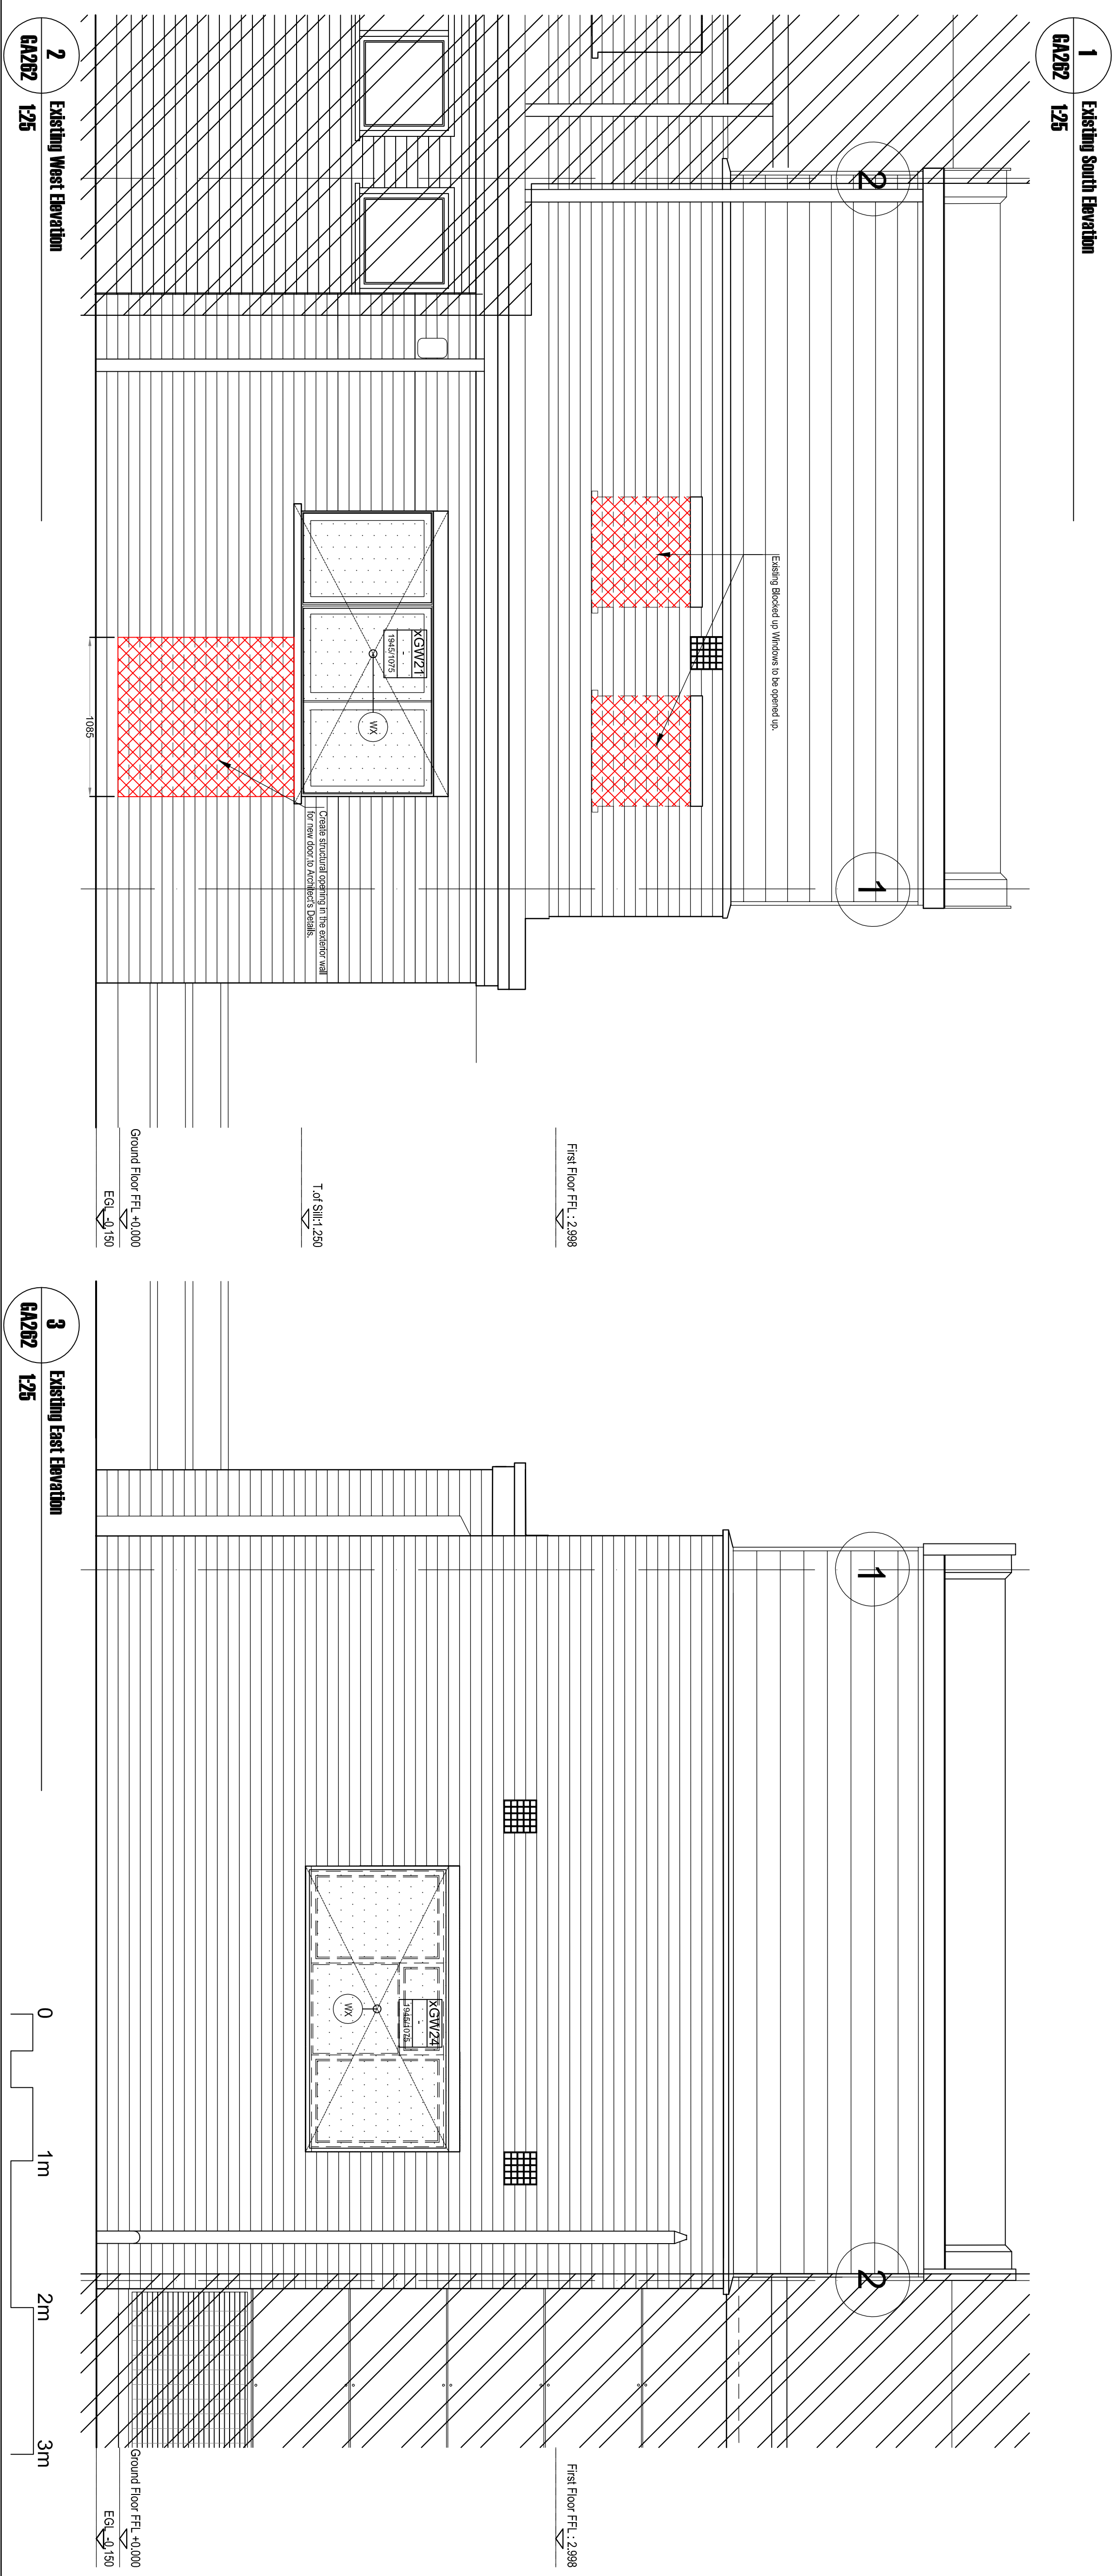 1
GA262
Existing South Elevation
1:25
2
1
Existing Blocked up Windows to be opened up.
xGW21
-
1945/1075
WX
Create structural opening in the exterior wall
for new door,to Architect's Details.
1085
First Floor FFL : 2.998
T.of Sill:1.250
Ground Floor FFL +0.000
EGL -0.150
2
GA262
Existing West Elevation
1:25
1
2
xGW24
-
1945/1075
WX
First Floor FFL : 2.998
Ground Floor FFL +0.000
EGL -0.150
3
GA262
Existing East Elevation
1:25
0
1m
2m
3m